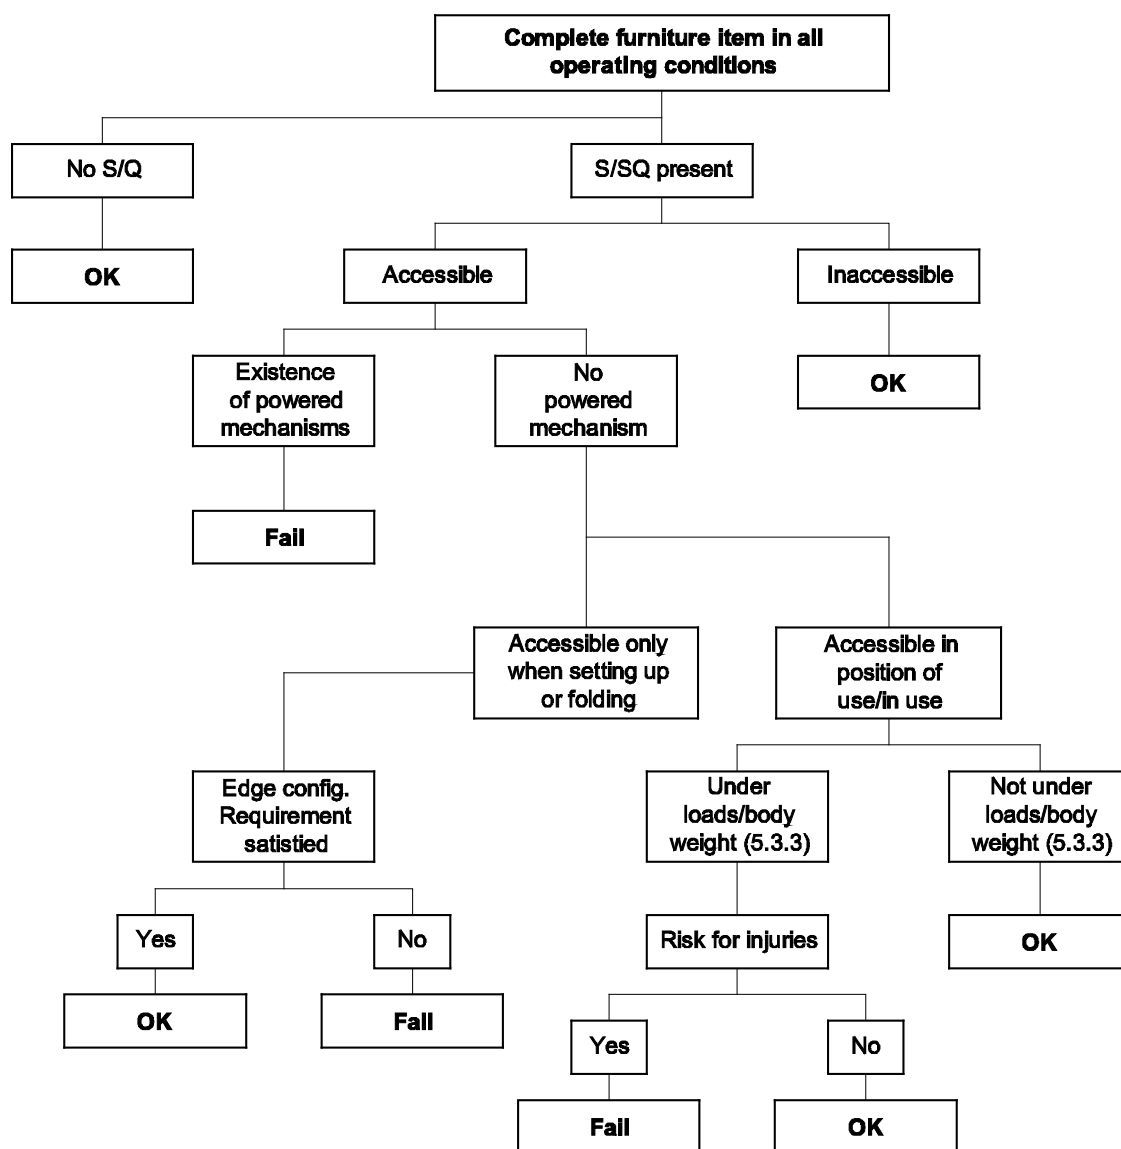 Complete furniture item in all
operating conditions
No S/Q
S/SQ present
OK
Accessible
Inaccessible
Existence
of powered
mechanisms
No
powered
mechanism
OK
Fail
Accessible only
when setting up
or folding
Accessible in
position of
use/in use
Edge config.
Requirement
satistied
Under
loads/body
weight (5.3.3)
Not under
loads/body
weight (5.3.3)
Yes
No
Risk for injuries
OK
OK
Fail
Yes
No
Fail
OK